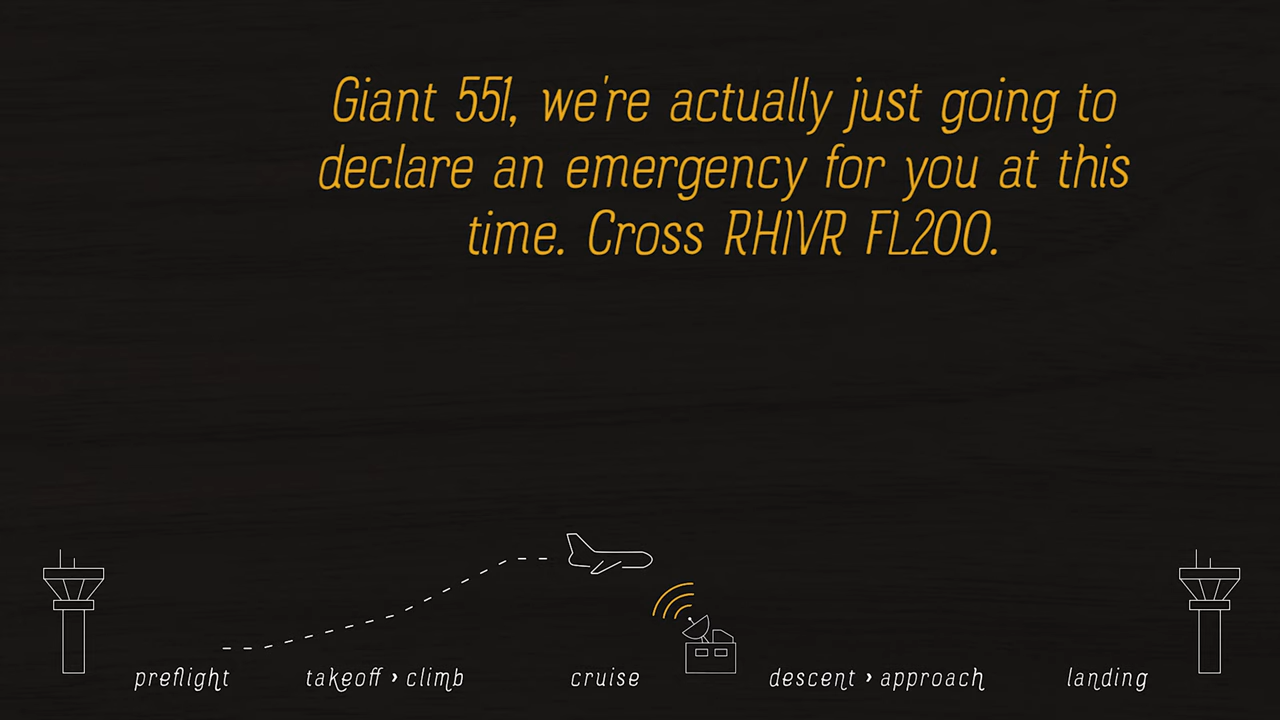 Giant 551, we're actually just going to
declare an emergency for you at this
time. Cross RHIVR FL200.
preflight takeoff › climb cruise descent › approach landing